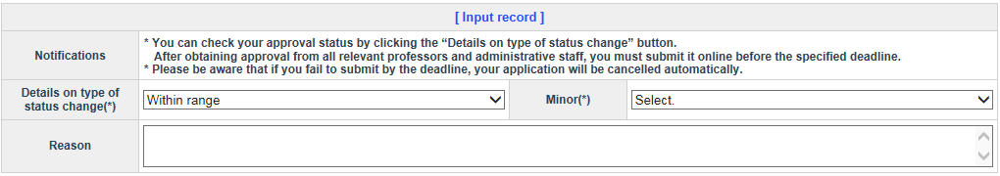 [ Input record ]
Notifications
* You can check your approval status by clicking the “Details on type of status change” button.
After obtaining approval from all relevant professors and administrative staff, you must submit it online before the specified deadline.
* Please be aware that if you fail to submit by the deadline, your application will be cancelled automatically.
Details on type of
status change(*)
Within range
Minor(*)
Select.
Reason